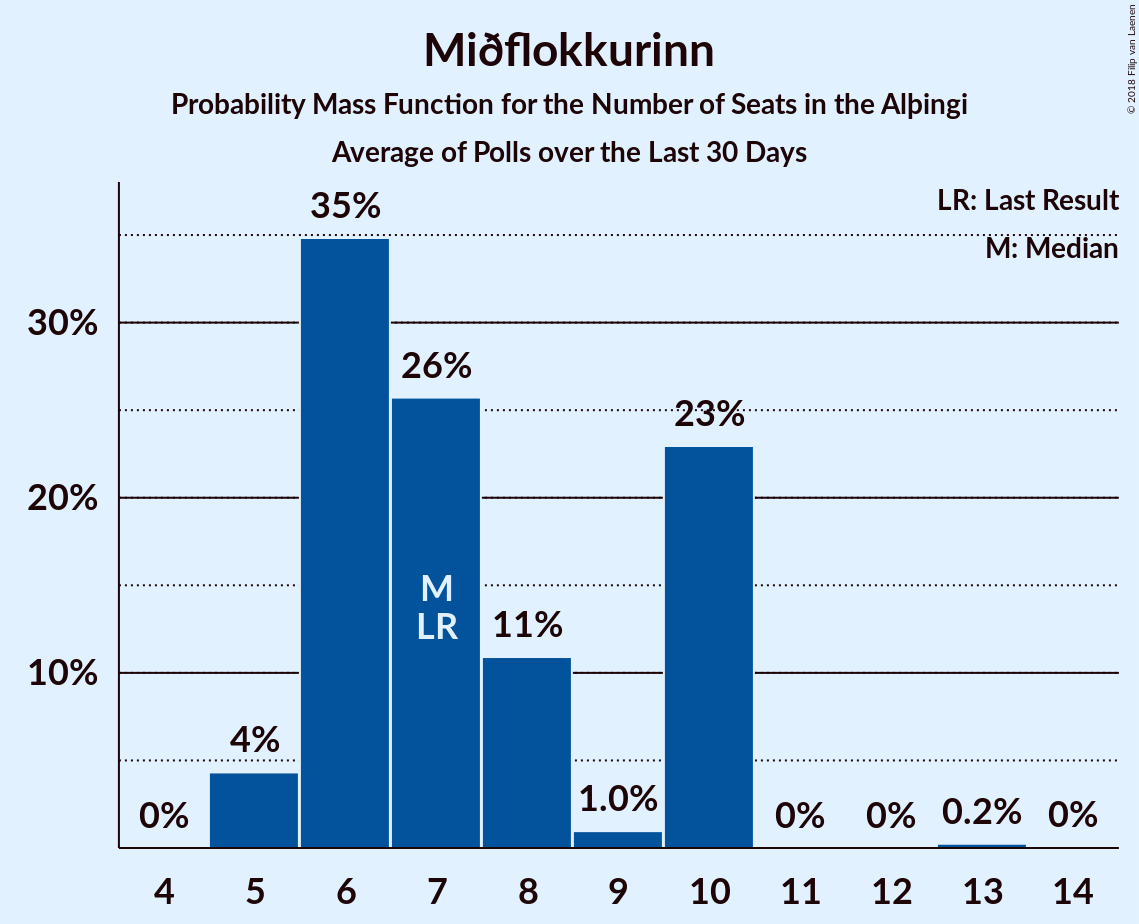 Miðflokkurinn
Probability Mass Function for the Number of Seats in the Alþingi
Average of Polls over the Last 30 Days
© 2018 Filip van Laenen
LR: Last Result
M: Median
35%
30%
26%
23%
20%
M
LR
11%
10%
4%
0%
1.0%
0%
0%
0.2%
0%
4 5 6 7 8 9 10 11 12 13 14